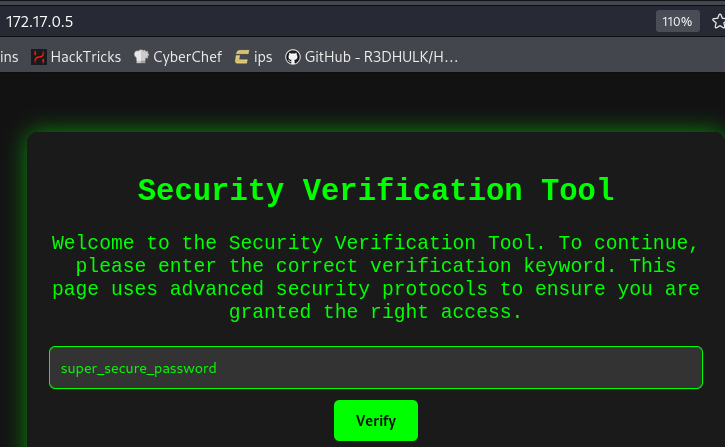 172.17.0.5
110%
ins
HackTricks
CyberChef
ips
GitHub - R3DHULK/H…
Security Verification Tool
Welcome to the Security Verification Tool. To continue,
please enter the correct verification keyword. This
page uses advanced security protocols to ensure you are
granted the right access.
super_secure_password
Verify